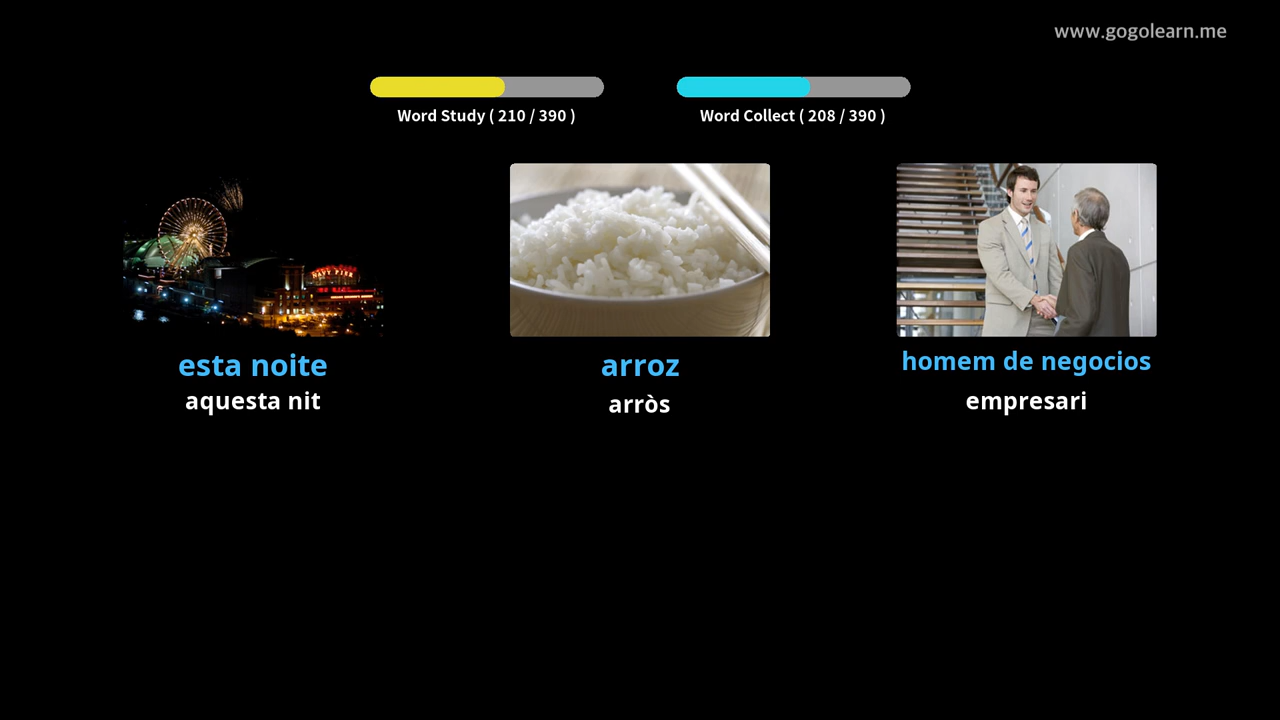 www.gogolearn.me
Word Study ( 210 / 390 )
Word Collect ( 208 / 390 )
esta noite
arroz
homem de negocios
aquesta nit
arròs
empresari